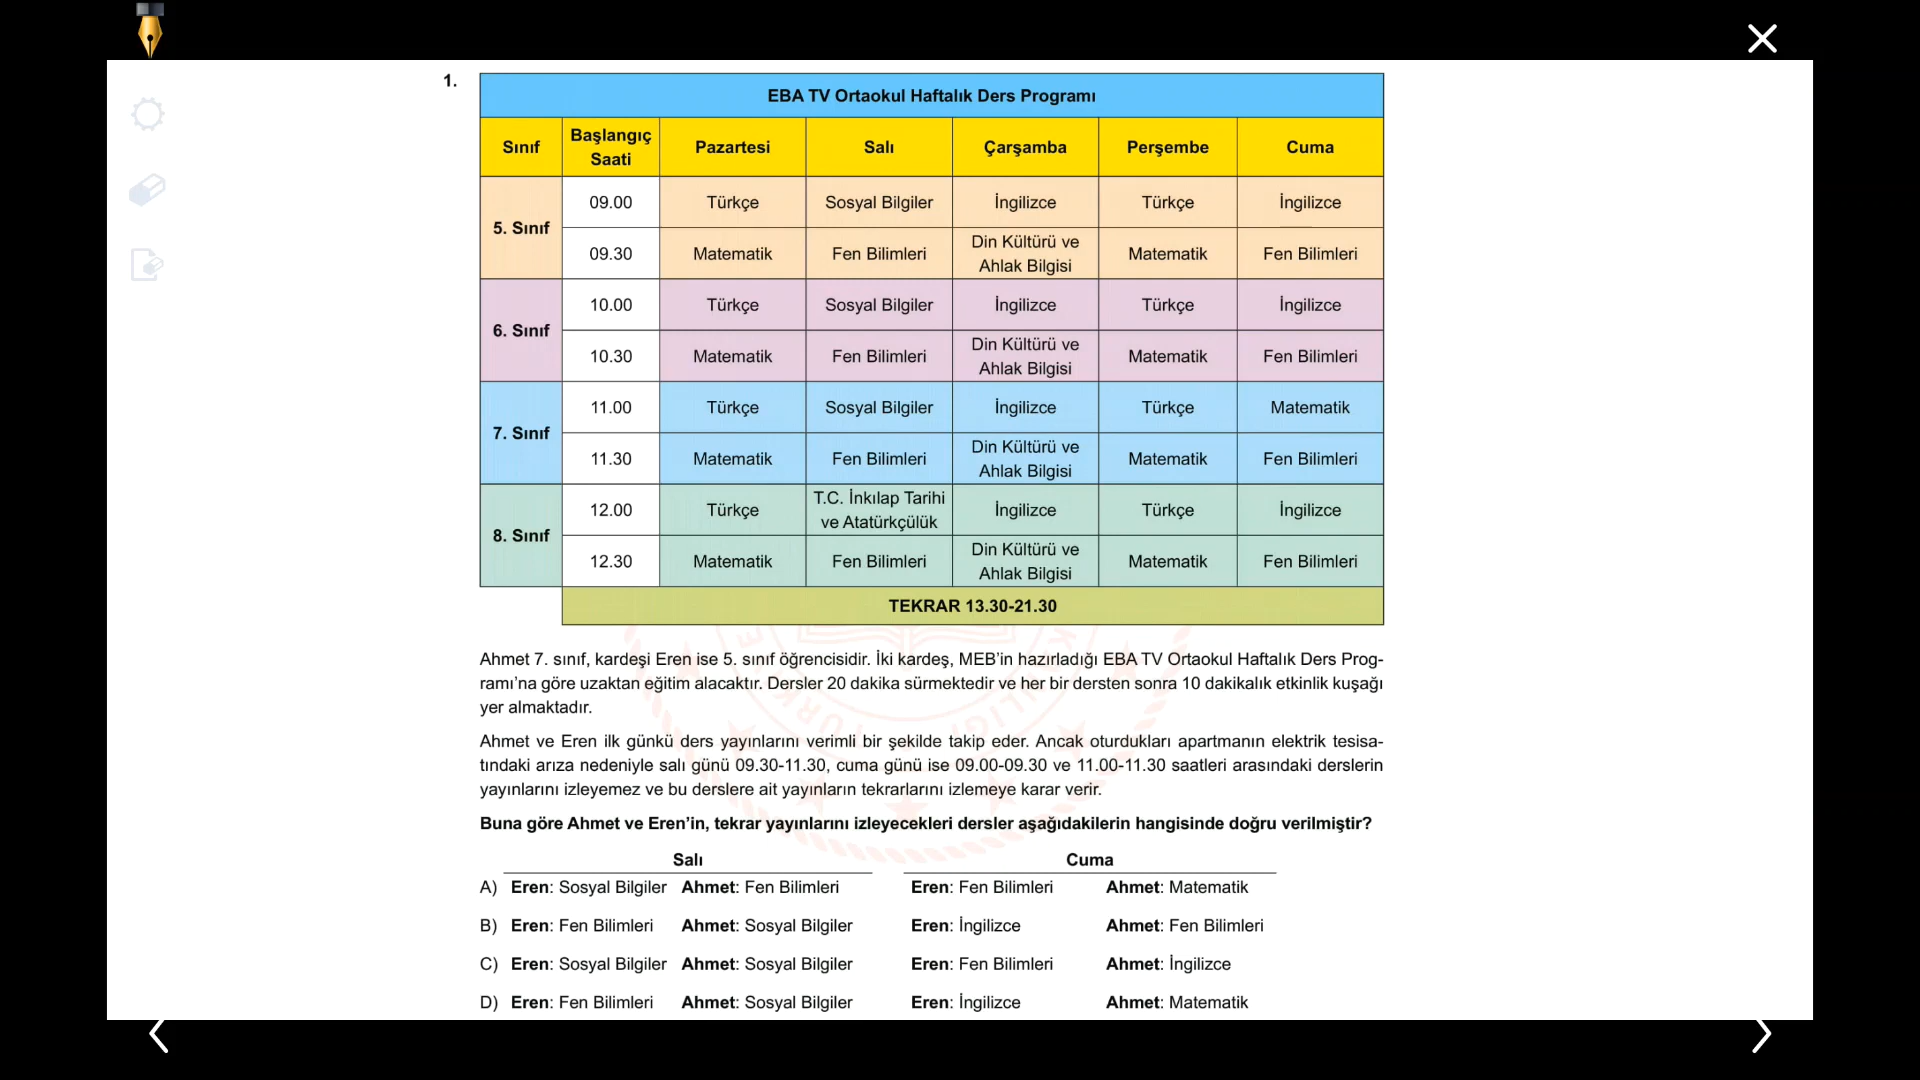 1.
EBA TV Ortaokul Haftalık Ders Programı
Sınıf Başlangıç Saati Pazartesi Salı Çarşamba Perşembe Cuma
5. Sınıf
09.00 Türkçe Sosyal Bilgiler İngilizce Türkçe İngilizce
09.30 Matematik Fen Bilimleri Din Kültürü ve Ahlak Bilgisi Matematik Fen Bilimleri
6. Sınıf
10.00 Türkçe Sosyal Bilgiler İngilizce Türkçe İngilizce
10.30 Matematik Fen Bilimleri Din Kültürü ve Ahlak Bilgisi Matematik Fen Bilimleri
7. Sınıf
11.00 Türkçe Sosyal Bilgiler İngilizce Türkçe Matematik
11.30 Matematik Fen Bilimleri Din Kültürü ve Ahlak Bilgisi Matematik Fen Bilimleri
8. Sınıf
12.00 Türkçe T.C. İnkılap Tarihi ve Atatürkçülük İngilizce Türkçe İngilizce
12.30 Matematik Fen Bilimleri Din Kültürü ve Ahlak Bilgisi Matematik Fen Bilimleri
TEKRAR 13.30-21.30
Ahmet 7. sınıf, kardeşi Eren ise 5. sınıf öğrencisidir. İki kardeş, MEB’in hazırladığı EBA TV Ortaokul Haftalık Ders Prog-
ramı’na göre uzaktan eğitim alacaktır. Dersler 20 dakika sürmektedir ve her bir dersten sonra 10 dakikalık etkinlik kuşağı
yer almaktadır.
Ahmet ve Eren ilk günkü ders yayınlarını verimli bir şekilde takip eder. Ancak oturdukları apartmanın elektrik tesisa-
tındaki arıza nedeniyle salı günü 09.30-11.30, cuma günü ise 09.00-09.30 ve 11.00-11.30 saatleri arasındaki derslerin
yayınlarını izleyemez ve bu derslere ait yayınların tekrarlarını izlemeye karar verir.
Buna göre Ahmet ve Eren’in, tekrar yayınlarını izleyecekleri dersler aşağıdakilerin hangisinde doğru verilmiştir?
Salı Cuma
A) Eren: Sosyal Bilgiler Ahmet: Fen Bilimleri Eren: Fen Bilimleri Ahmet: Matematik
B) Eren: Fen Bilimleri Ahmet: Sosyal Bilgiler Eren: İngilizce Ahmet: Fen Bilimleri
C) Eren: Sosyal Bilgiler Ahmet: Sosyal Bilgiler Eren: Fen Bilimleri Ahmet: İngilizce
D) Eren: Fen Bilimleri Ahmet: Sosyal Bilgiler Eren: İngilizce Ahmet: Matematik